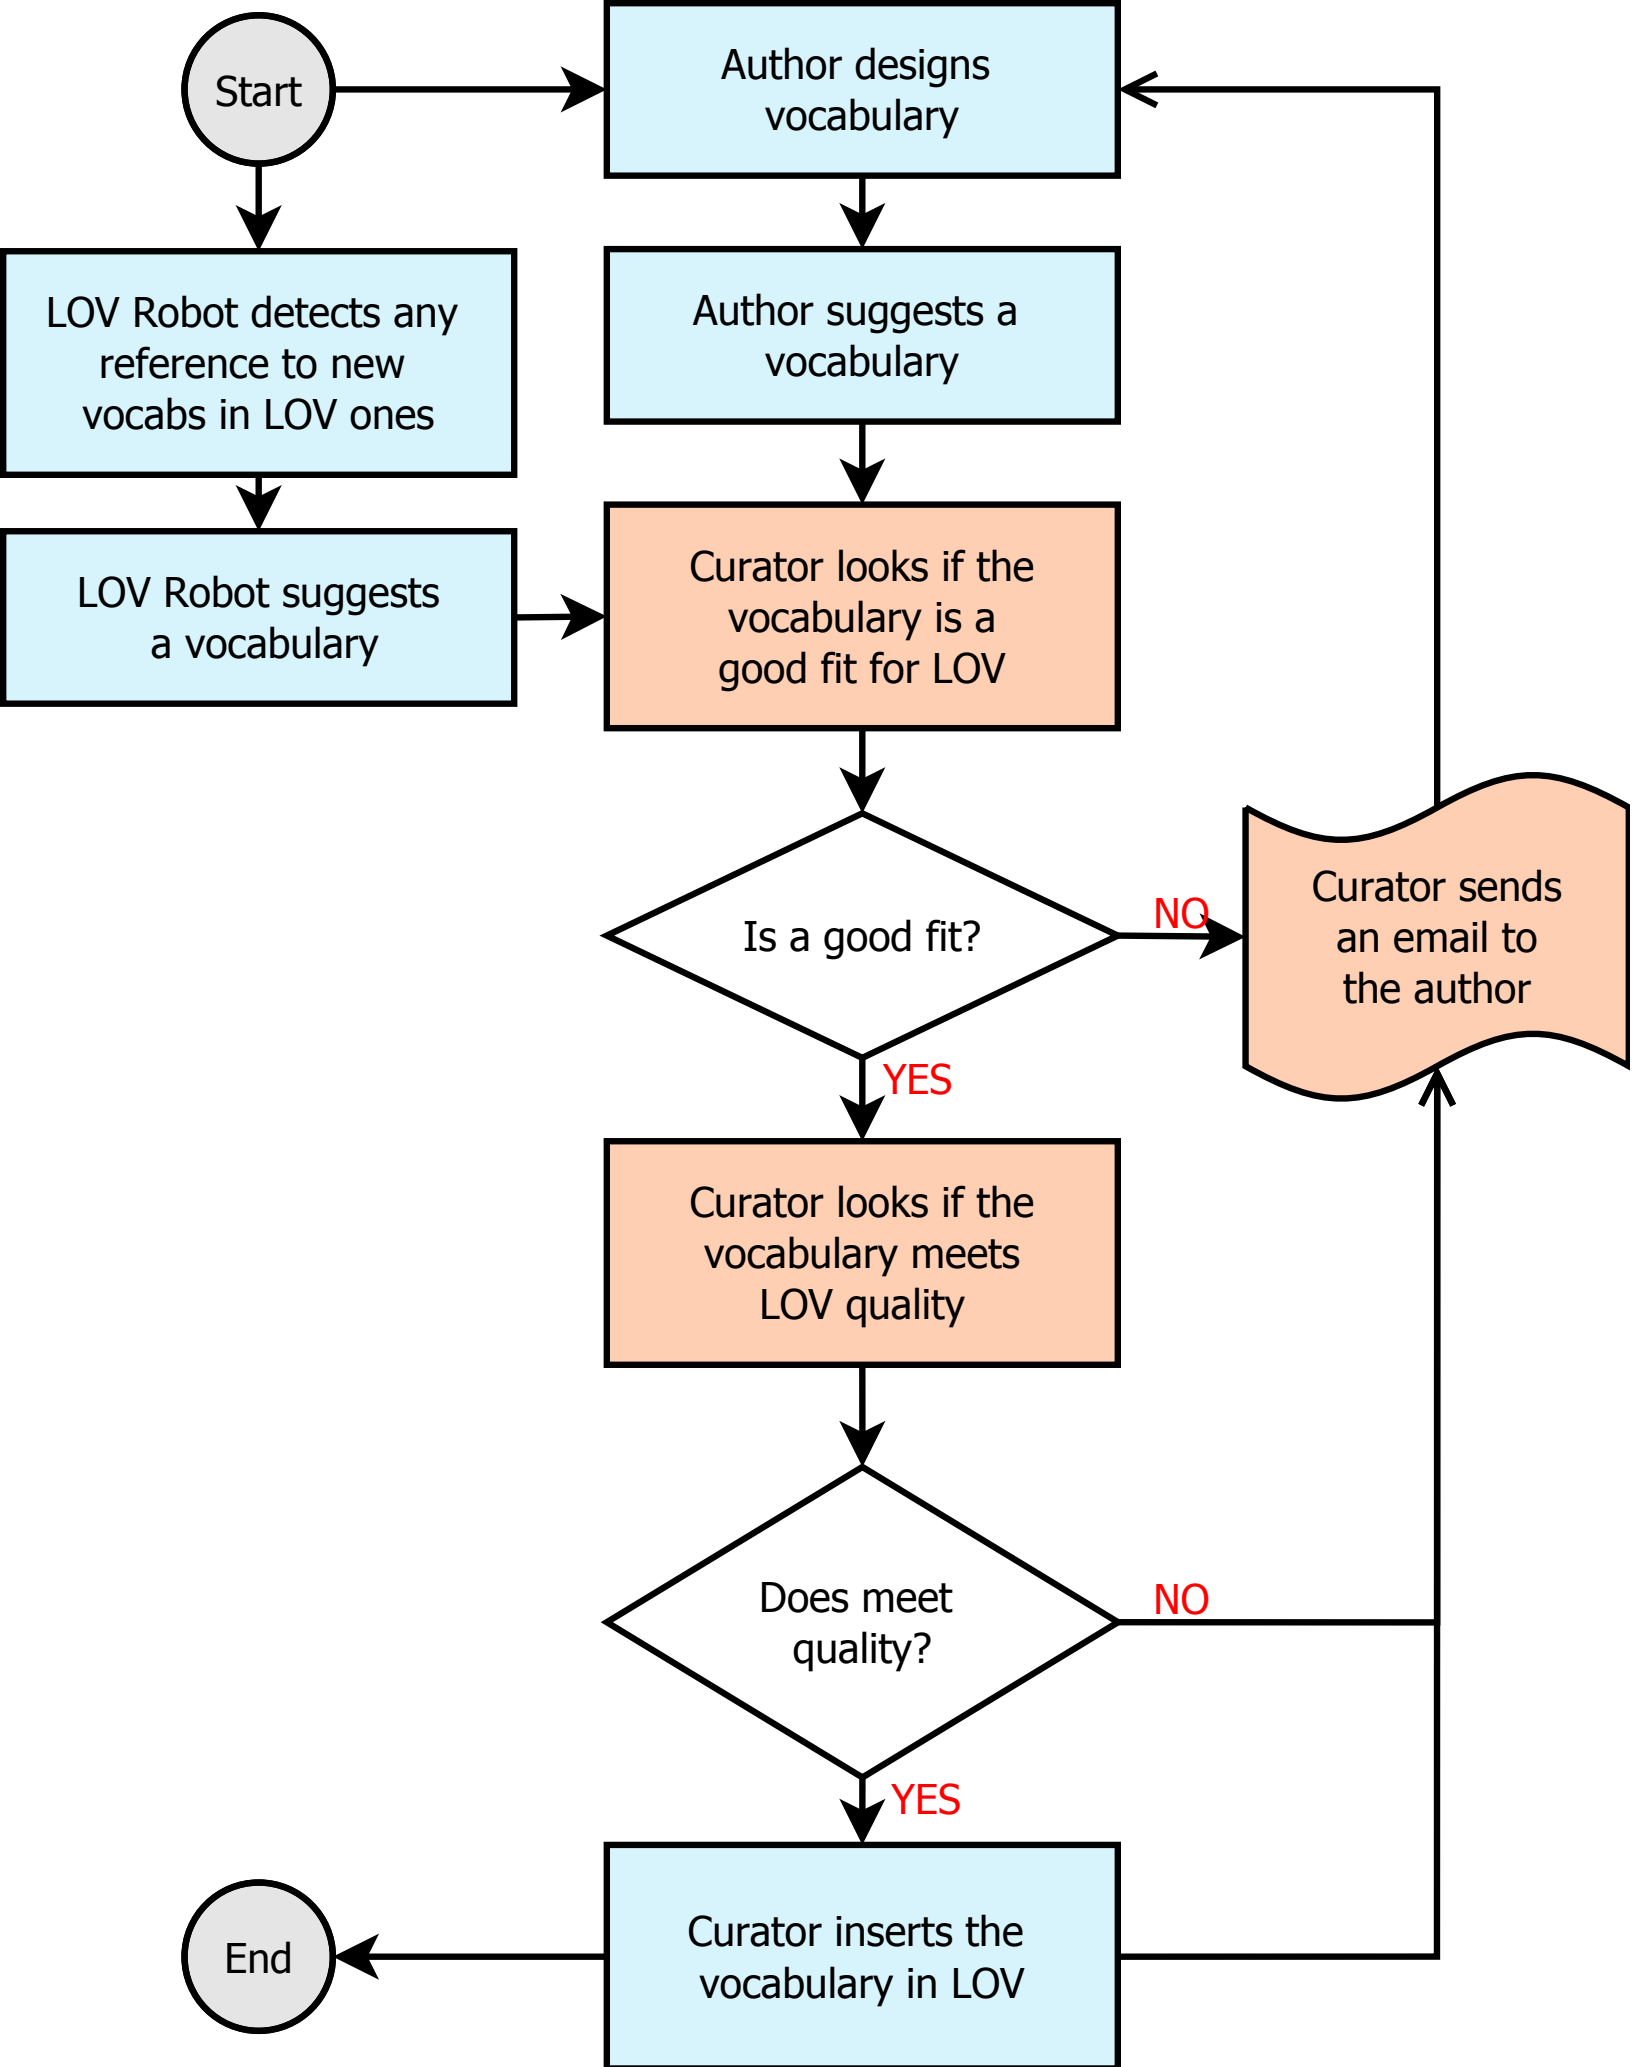 Start
Author designs
vocabulary
LOV Robot detects any
reference to new
vocabs in LOV ones
Author suggests a
vocabulary
LOV Robot suggests
a vocabulary
Curator looks if the
vocabulary is a
good fit for LOV
Is a good fit?
NO
Curator sends
an email to
the author
YES
Curator looks if the
vocabulary meets
LOV quality
Does meet
quality?
NO
YES
Curator inserts the
vocabulary in LOV
End